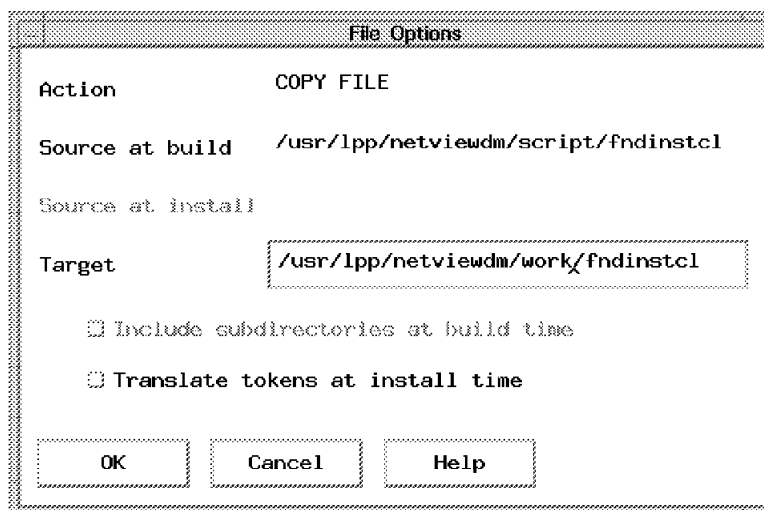 File Options
Action COPY FILE
Source at build /usr/lpp/netviewdm/script/fndinstcl
Source at install
Target /usr/lpp/netviewdm/work/fndinstcl
Include subdirectories at build time
Translate tokens at install time
OK Cancel Help